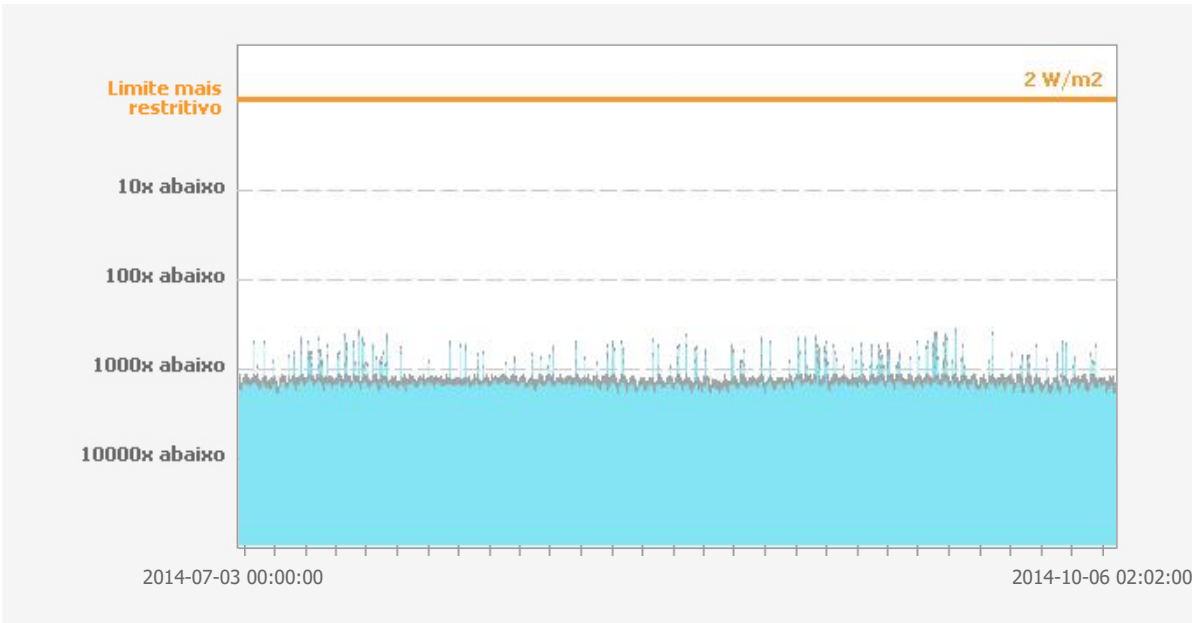 2 W/m2
Limite mais
restritivo
10x abaixo
100x abaixo
1000x abaixo
10000x abaixo
2014-07-03 00:00:00
2014-10-06 02:02:00